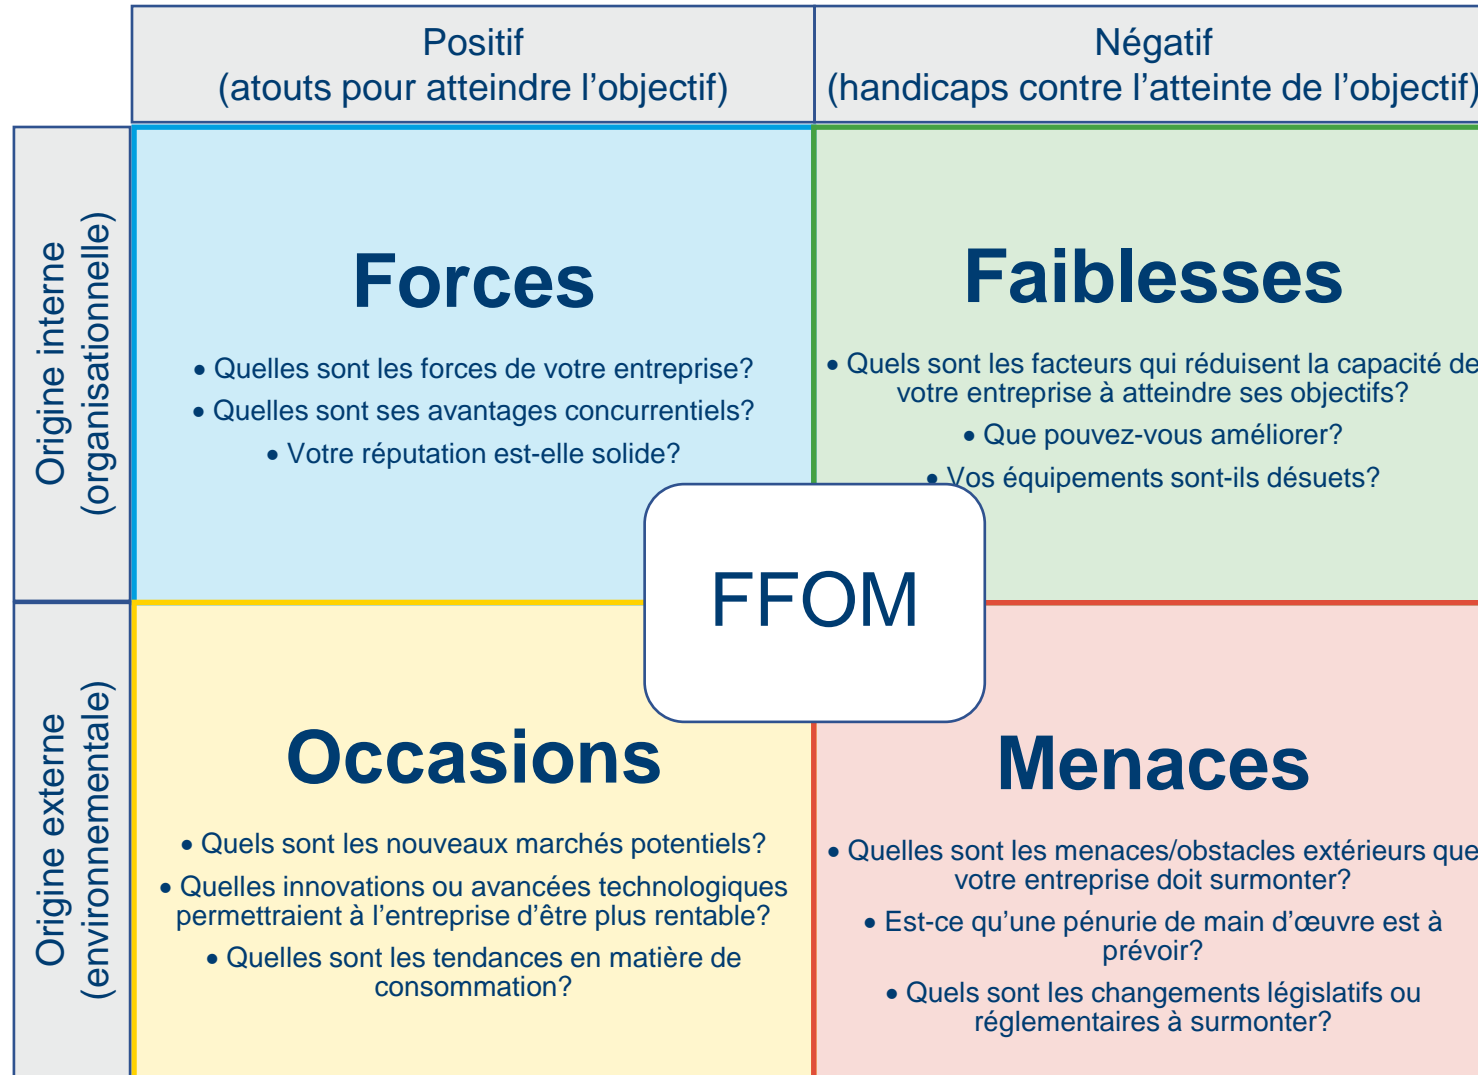 Positif
(atouts pour atteindre l'objectif)
Négatif
(handicaps contre l'atteinte de l'objectif)
Origine interne
(organisationnelle)
Forces
• Quelles sont les forces de votre entreprise?
• Quelles sont ses avantages concurrentiels?
• Votre réputation est-elle solide?
Faiblesses
• Quels sont les facteurs qui réduisent la capacité de
votre entreprise à atteindre ses objectifs?
• Que pouvez-vous améliorer?
• Vos équipements sont-ils désuets?
FFOM
Origine externe
(environnementale)
Occasions
• Quels sont les nouveaux marchés potentiels?
• Quelles innovations ou avancées technologiques
permettraient à l'entreprise d'être plus rentable?
• Quelles sont les tendances en matière de
consommation?
Menaces
• Quelles sont les menaces/obstacles extérieurs que
votre entreprise doit surmonter?
• Est-ce qu'une pénurie de main d'œuvre est à
prévoir?
• Quels sont les changements législatifs ou
réglementaires à surmonter?